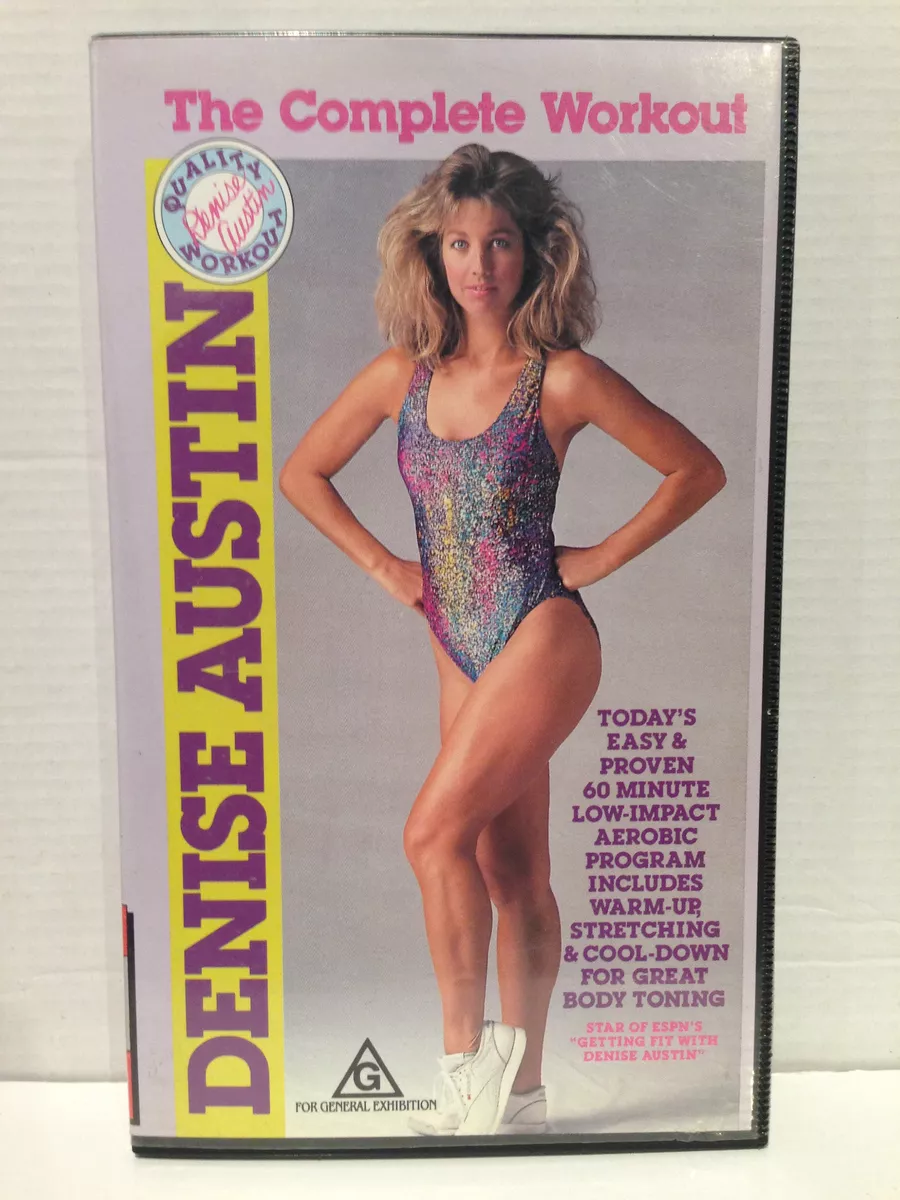 The Complete Workout
QUALITY
Denise
Austin
WORKOUT
DENISE AUSTIN
TODAY'S
EASY &
PROVEN
60 MINUTE
LOW-IMPACT
AEROBIC
PROGRAM
INCLUDES
WARM-UP,
STRETCHING
& COOL-DOWN
FOR GREAT
BODY TONING
STAR OF ESPN'S
"GETTING FIT WITH
DENISE AUSTIN"
G
FOR GENERAL EXHIBITION